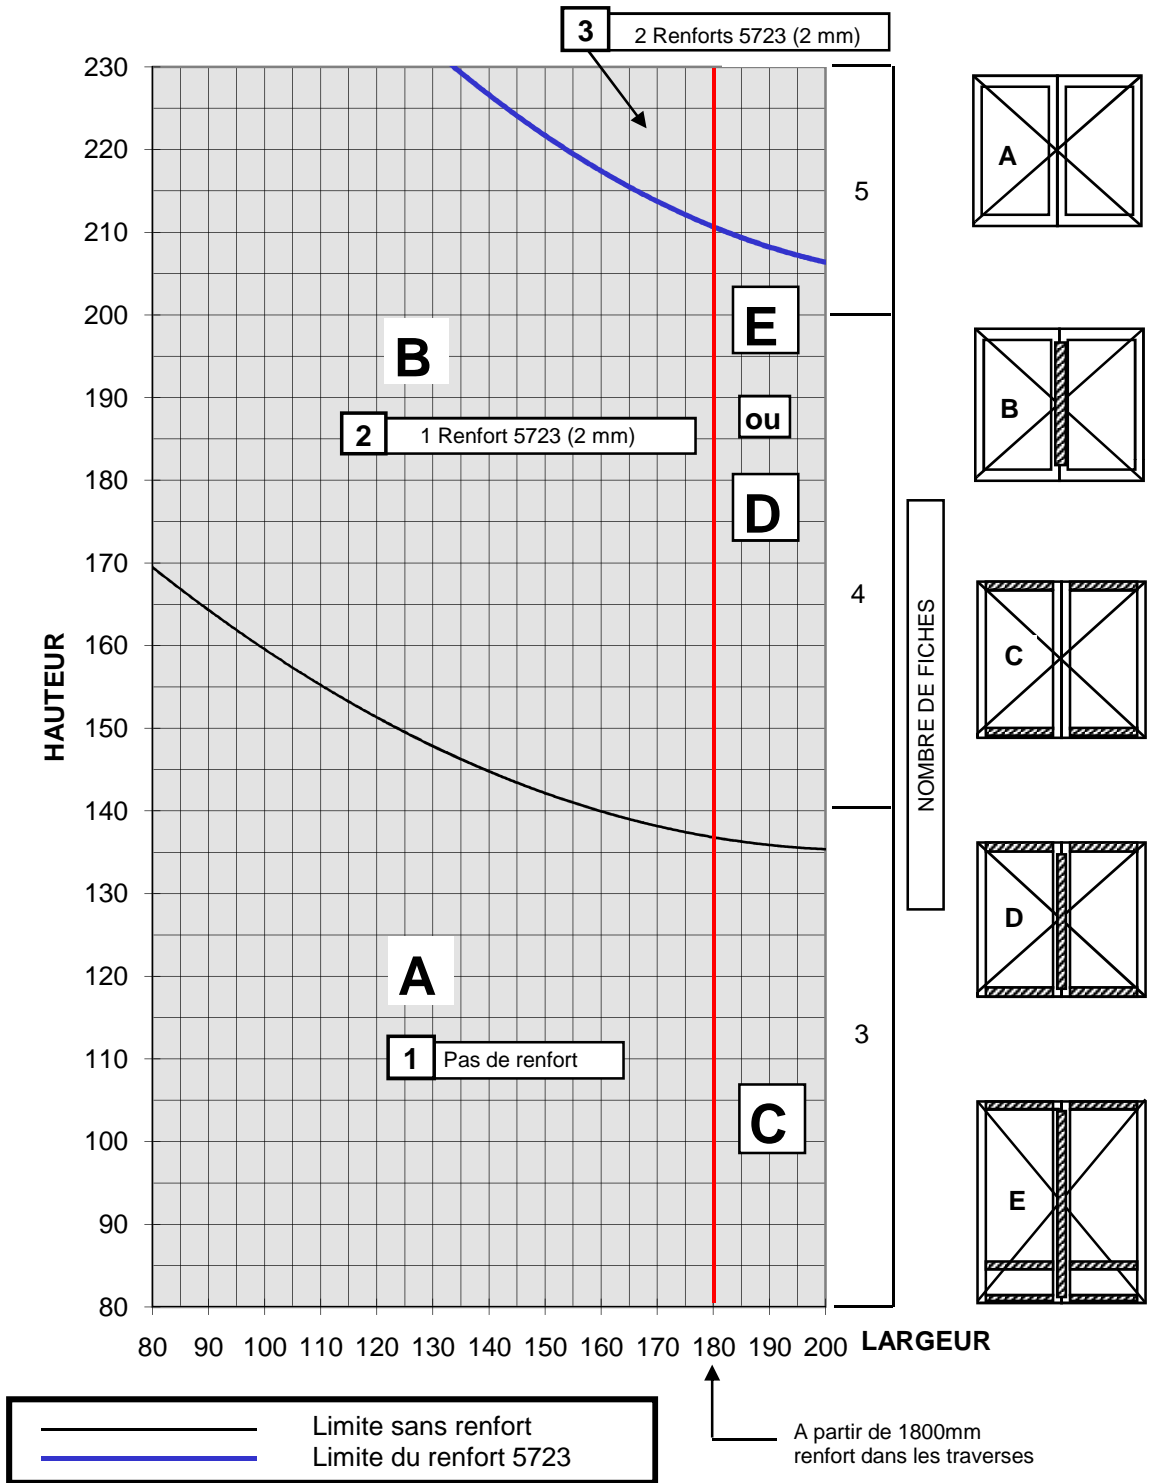 3 2 Renforts 5723 (2 mm)
230
220
210
200
190
180
170
160
150
140
130
120
110
100
90
80
HAUTEUR
B
2 1 Renfort 5723 (2 mm)
E
ou
D
A
1 Pas de renfort
C
5
4
3
NOMBRE DE FICHES
A
B
C
D
E
80 90 100 110 120 130 140 150 160 170 180 190 200 LARGEUR
Limite sans renfort
Limite du renfort 5723
A partir de 1800mm
renfort dans les traverses